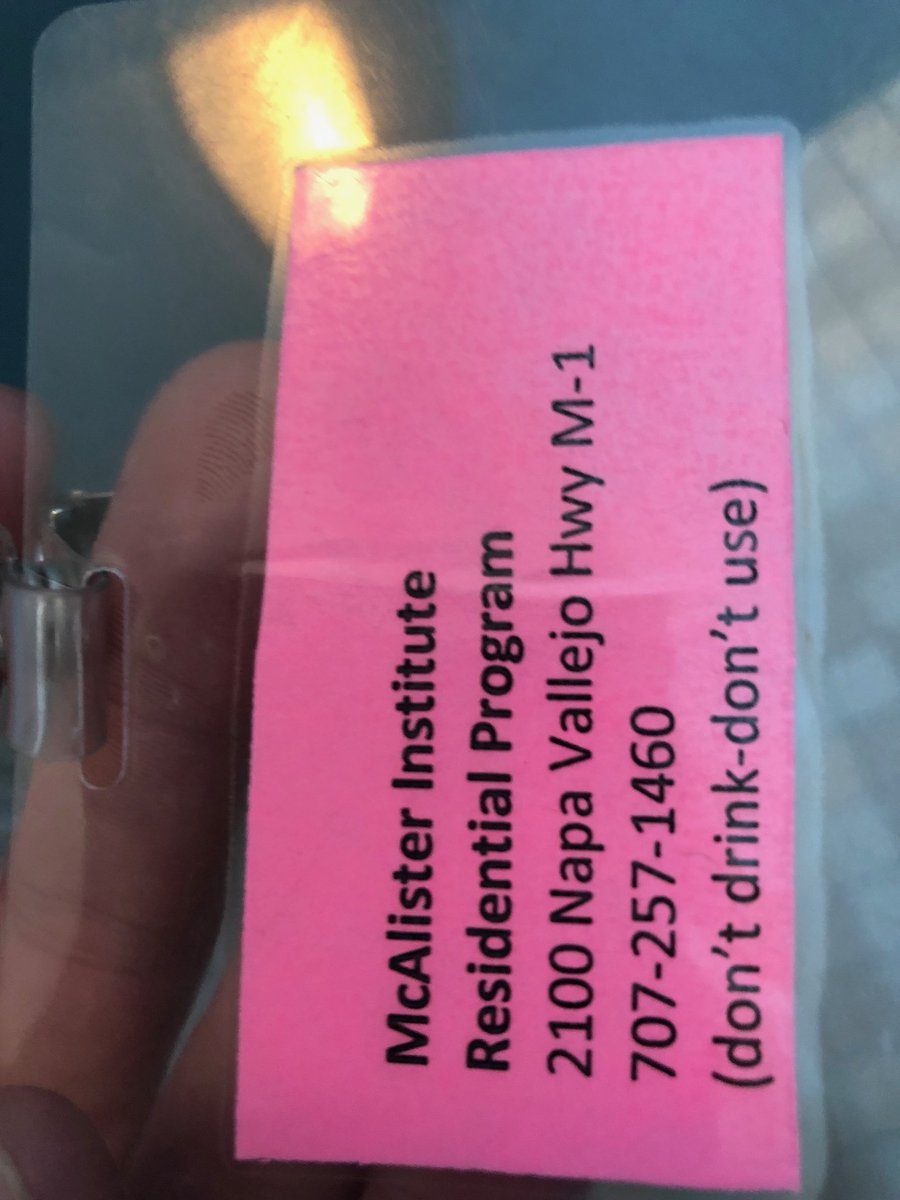 McAlister Institute
Residential Program
2100 Napa Vallejo Hwy M-1
707-257-1460
(don't drink-don't use)